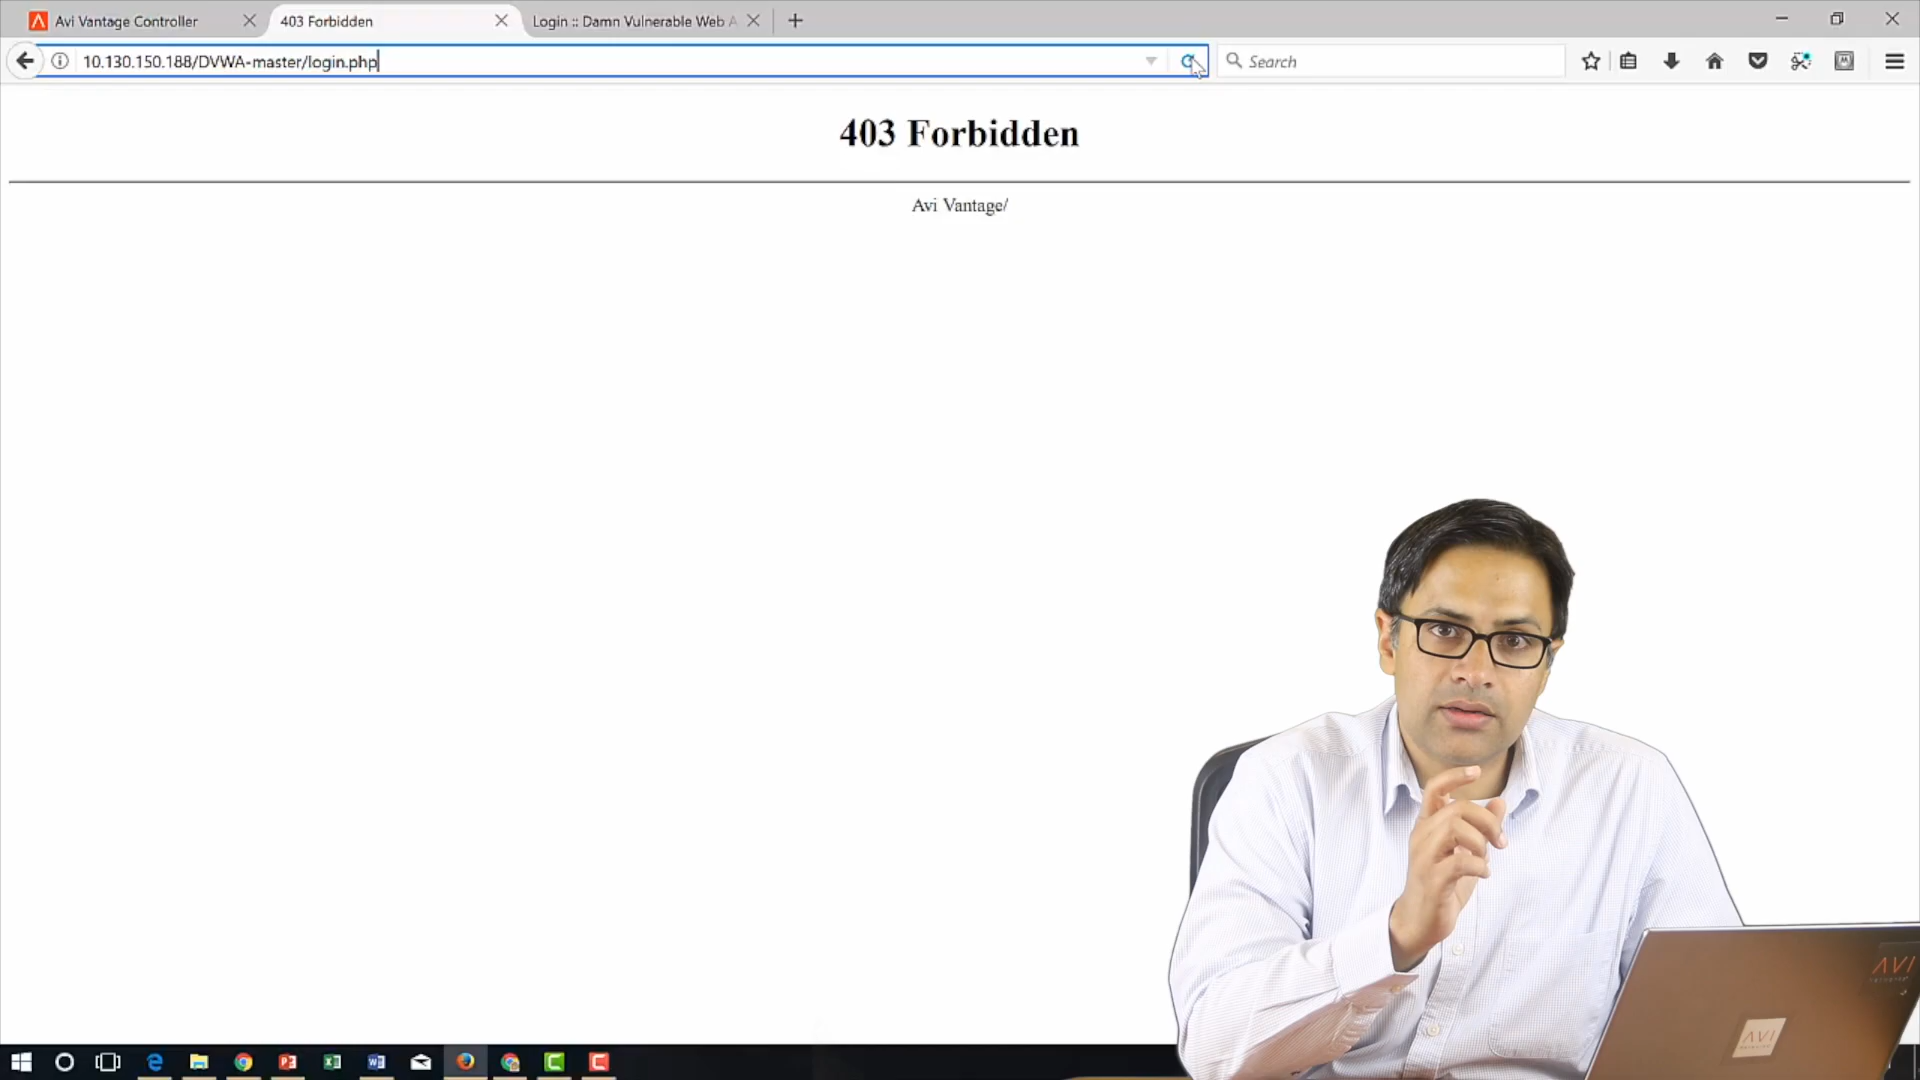 Avi Vantage Controller
403 Forbidden
Login :: Damn Vulnerable Web A
10.130.150.188/DVWA-master/login.php
Search
403 Forbidden
Avi Vantage/
AVI
AVI